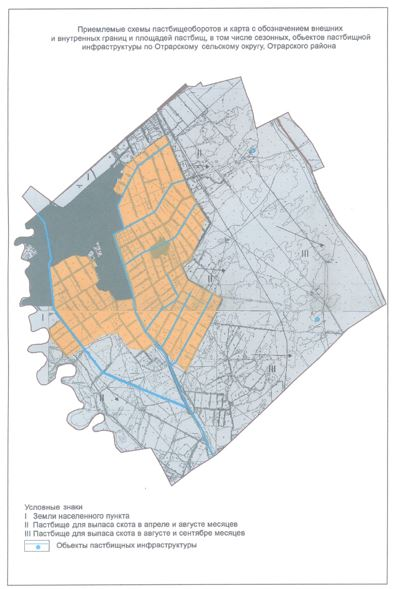 Приемлемые схемы пастбищеоборотов и карта с обозначением внешних
и внутренных границ и площадей пастбищ, в том числе сезонных, объектов пастбищной
инфраструктуры по Отрарскому сельскому округу, Отрарского района
I
II
II
III
I
III
II
Условные знаки
I Земли населенного пункта
II Пастбище для выпаса скота в апреле и августе месяцев
III Пастбище для выпаса скота в августе и сентябре месяцев
Объекты пастбищных инфраструктуры